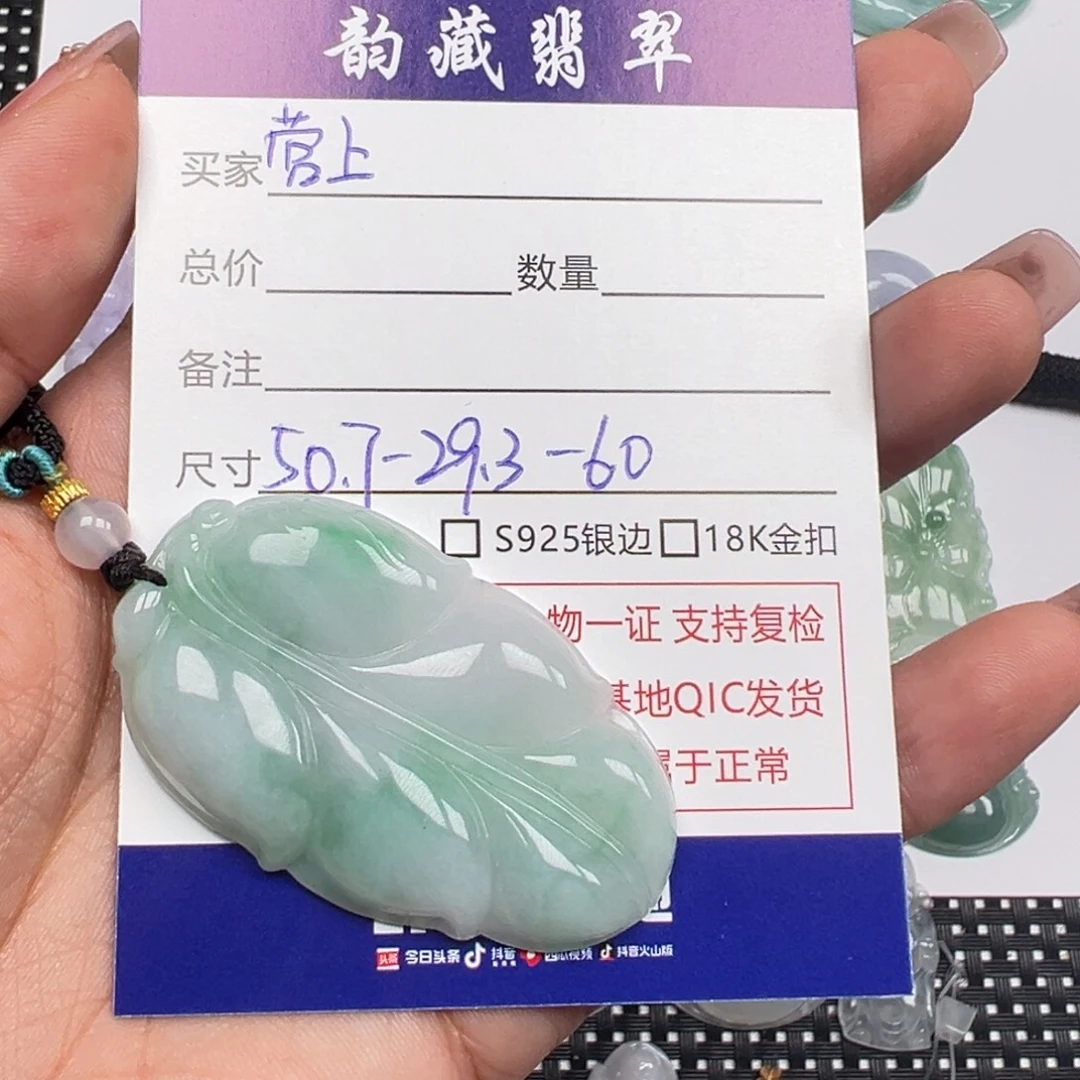 韵藏翡翠
买家 营上
总价 数量
备注
尺寸 50.7-29.3-60
S925银边 18K金扣
物一证 支持复检
基地QIC发货
属于正常
头条 今日头条 抖音 西瓜视频 抖音火山版